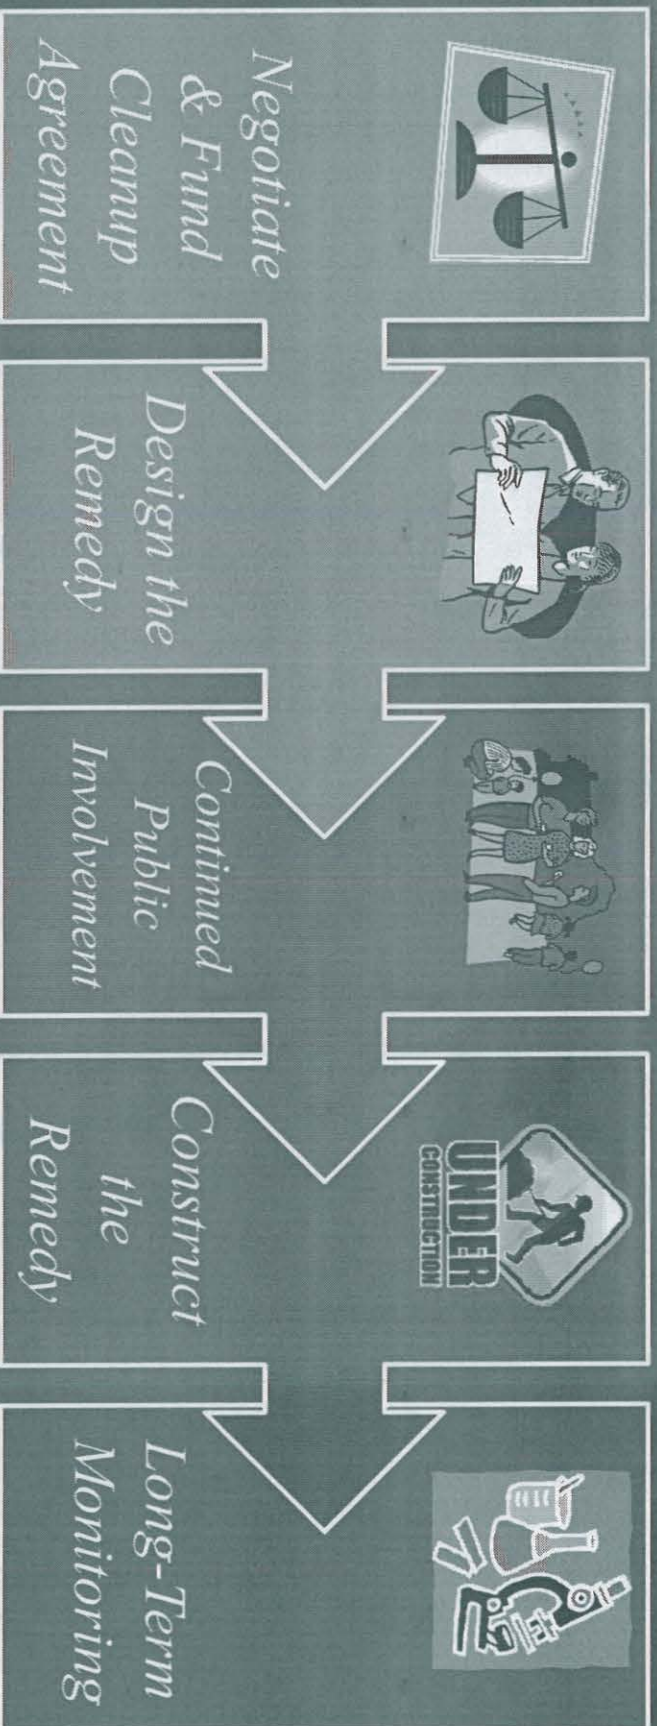 Negotiate
& Fund
Cleanup
Agreement
Design the
Remedy
Continued
Public
Involvement
UNDER
CONSTRUCTION
Construct
the
Remedy
Long-Term
Monitoring